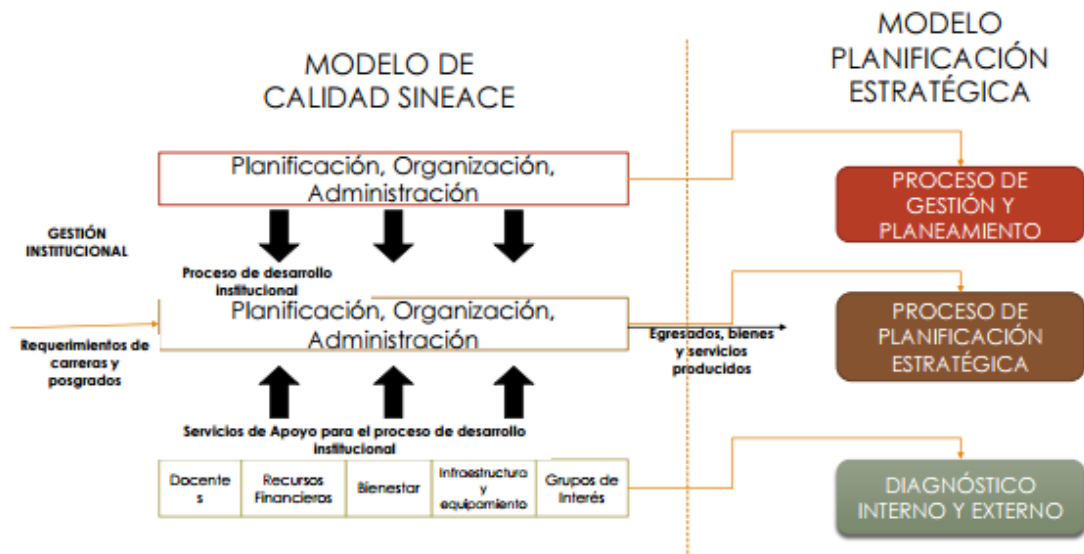 MODELO DE
CALIDAD SINEACE
MODELO
PLANIFICACIÓN
ESTRATÉGICA
Planificación, Organización,
Administración
PROCESO DE
GESTIÓN Y
PLANEAMIENTO
GESTIÓN
INSTITUCIONAL
Proceso de desarrollo
institucional
Planificación, Organización,
Administración
Requerimientos de
carreras y
posgrados
Egresados, bienes
y servicios
producidos
PROCESO DE
PLANIFICACIÓN
ESTRATÉGICA
Servicios de Apoyo para el proceso de desarrollo
institucional
Docente
s
Recursos
Financieros
Bienestar
Infraestructura
y
equipamiento
Grupos de
Interés
DIAGNÓSTICO
INTERNO Y EXTERNO